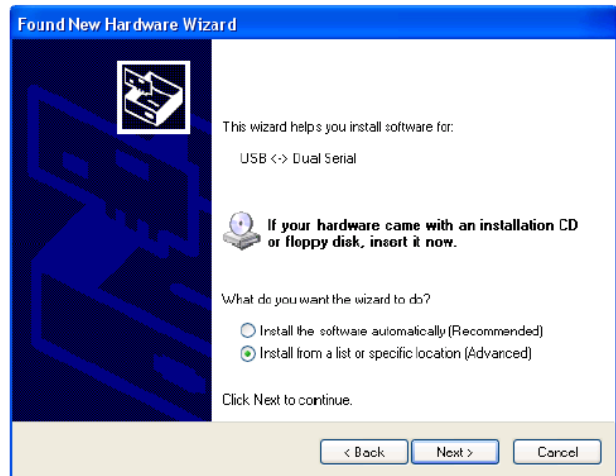 Found New Hardware Wizard
This wizard helps you install software for:
USB <-> Dual Serial
If your hardware came with an installation CD
or floppy disk, insert it now.
What do you want the wizard to do?
Install the software automatically (Recommended)
Install from a list or specific location (Advanced)
Click Next to continue.
< Back Next > Cancel